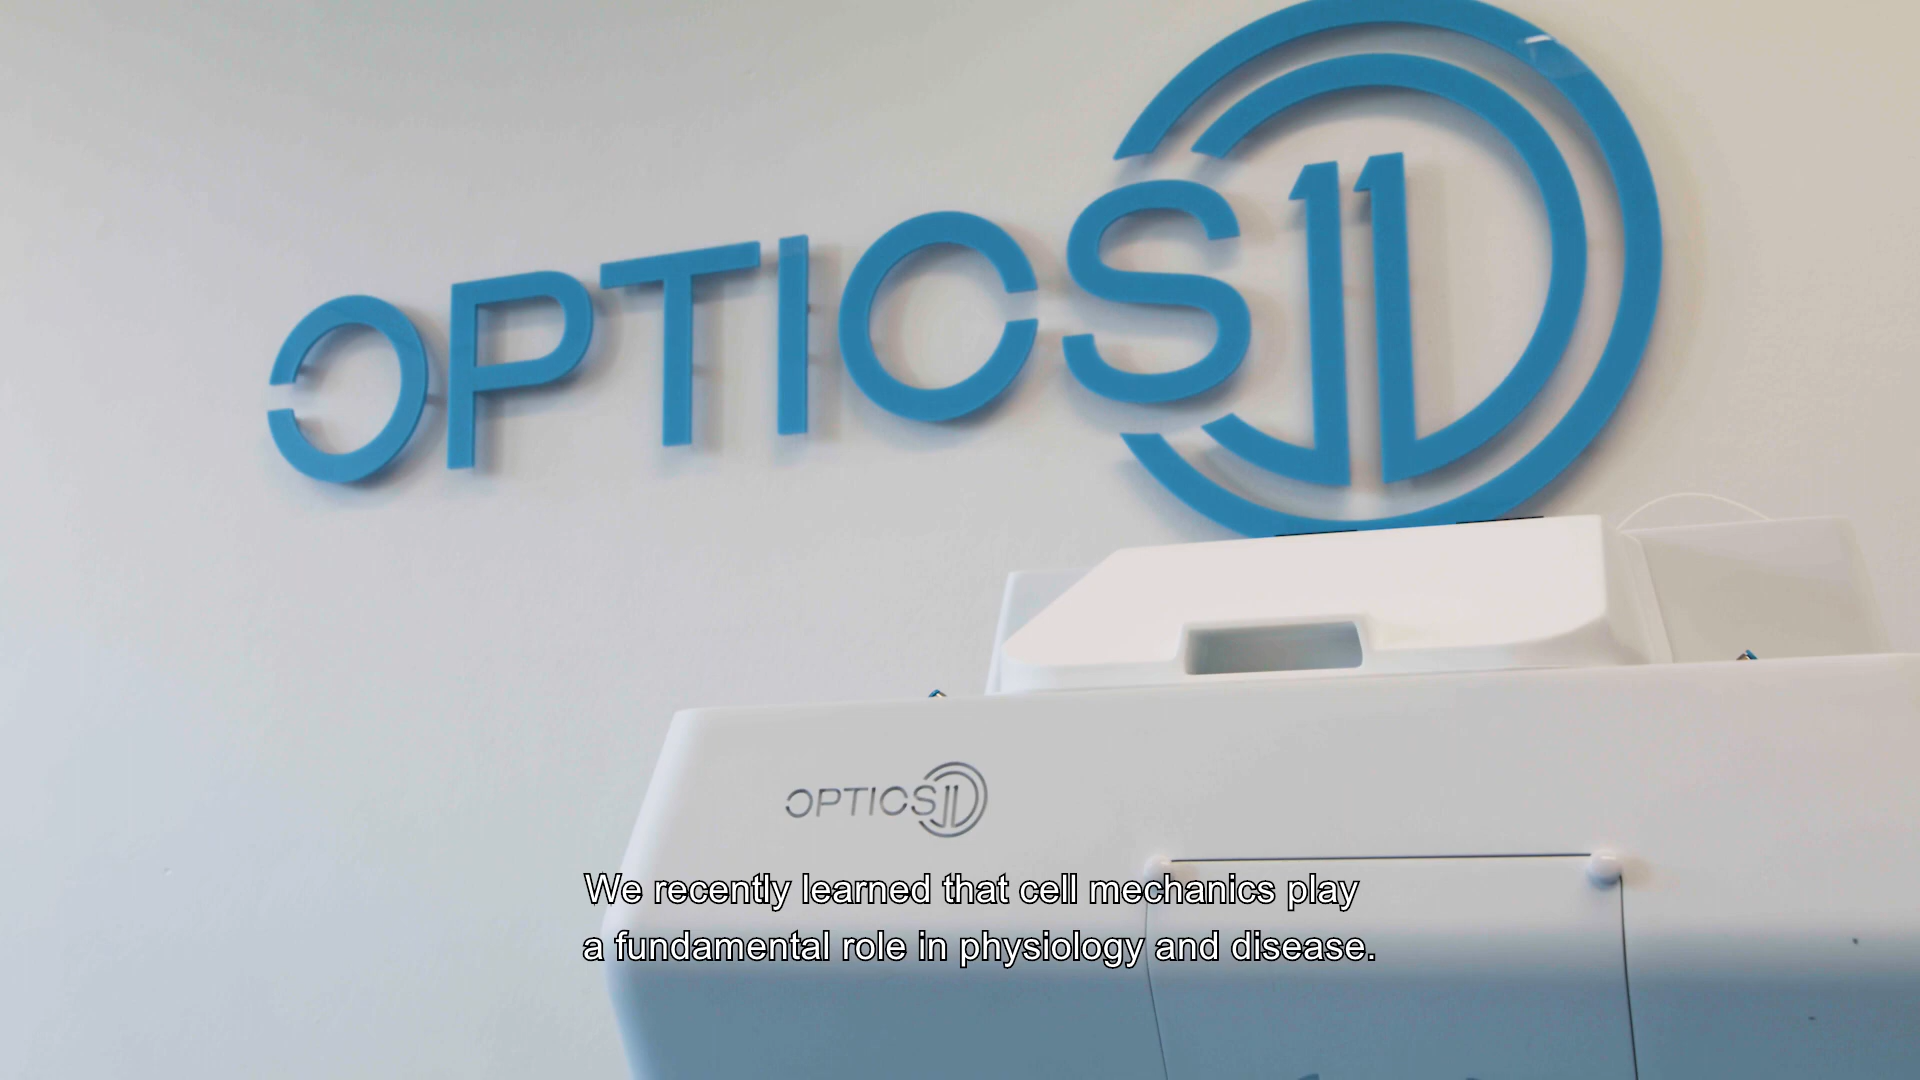 OPTICS11
OPTICS11
We recently learned that cell mechanics play
a fundamental role in physiology and disease.